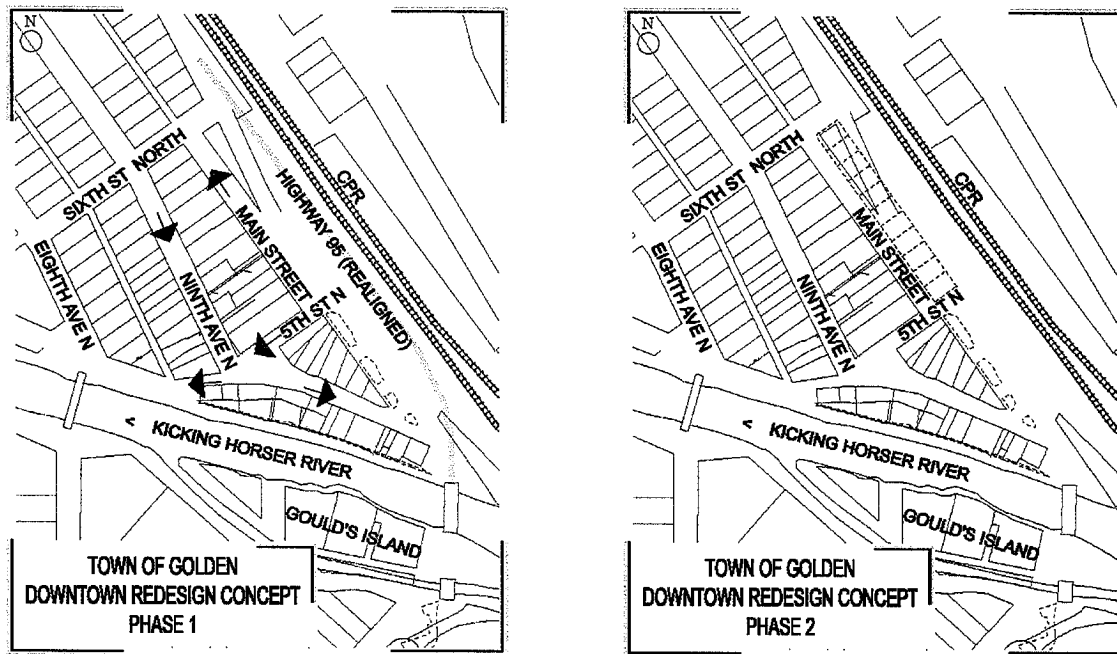 N
SIXTH ST NORTH
CPR
HIGHWAY 95 (REALIGNED)
MAIN STREET
EIGHTH AVE N
NINTH AVE N
5TH ST N
< KICKING HORSER RIVER
GOULD'S ISLAND
TOWN OF GOLDEN
DOWNTOWN REDESIGN CONCEPT
PHASE 1
N
SIXTH ST NORTH
CPR
MAIN STREET
EIGHTH AVE N
NINTH AVE N
5TH ST N
< KICKING HORSER RIVER
GOULD'S ISLAND
TOWN OF GOLDEN
DOWNTOWN REDESIGN CONCEPT
PHASE 2